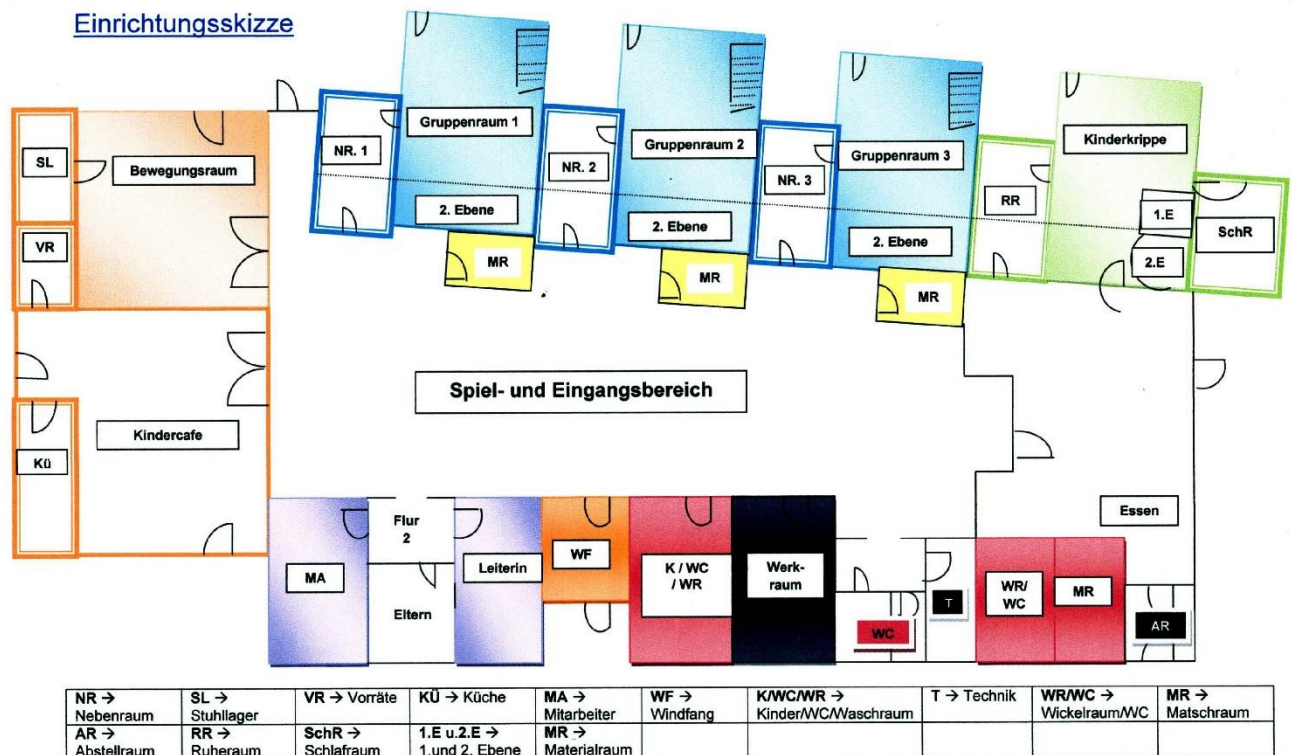 Einrichtungsskizze
Gruppenraum 1
Gruppenraum 2
Gruppenraum 3
Kinderkrippe
SL
Bewegungsraum
NR. 1
NR. 2
NR. 3
RR
2. Ebene
2. Ebene
2. Ebene
1.E
SchR
VR
2.E
MR
MR
MR
Spiel- und Eingangsbereich
Kindercafe
Kü
Essen
Flur
2
MA
Leiterin
WF
K / WC
/ WR
Werk-
raum
WR/
WC
MR
Eltern
T
WC
AR
NR → SL → VR → Vorräte KÜ → Küche MA → WF → K/WC/WR → T → Technik WR/WC → MR →
Nebenraum Stuhllager Mitarbeiter Windfang Kinder/WC/Waschraum Wickelraum/WC Matschraum
AR → RR → SchR → 1.E u.2.E → MR →
Abstellraum Ruheraum Schlafraum 1.und 2. Ebene Materialraum